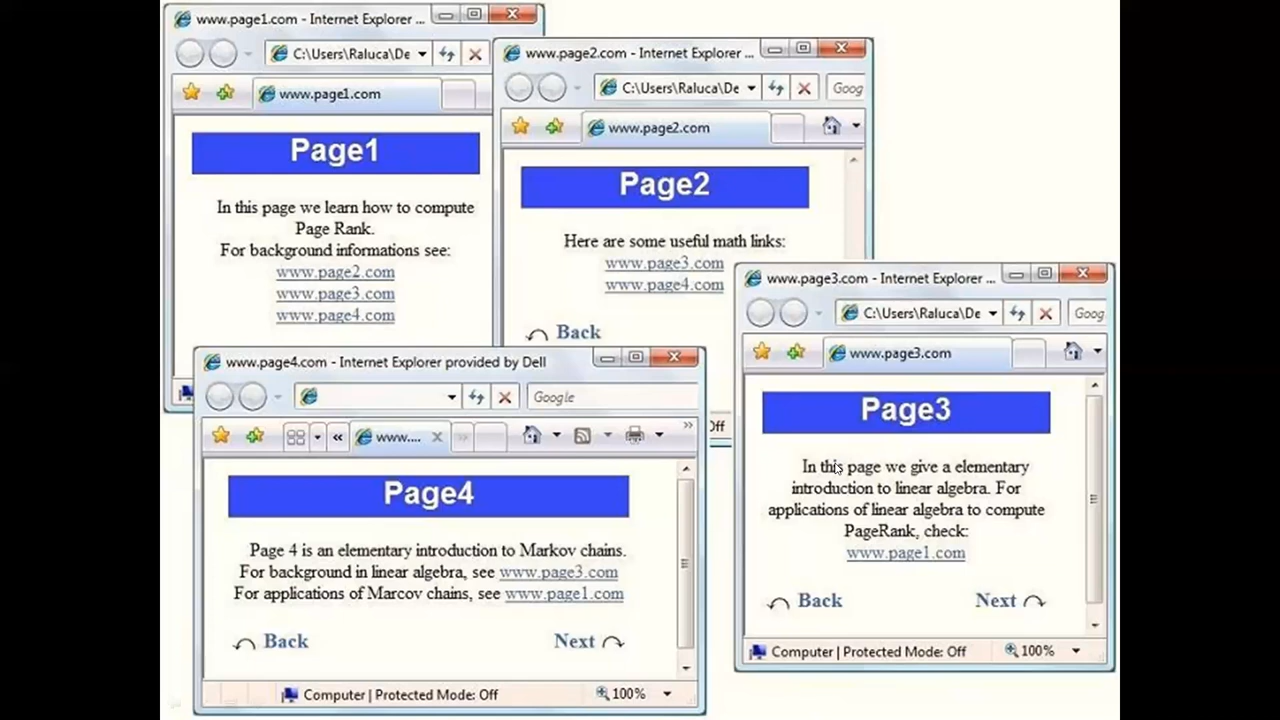 www.page1.com - Internet Explorer ...
C:\Users\Raluca\De
www.page1.com
Page1
In this page we learn how to compute
Page Rank.
For background informations see:
www.page2.com
www.page3.com
www.page4.com
www.page2.com - Internet Explorer ...
C:\Users\Raluca\De
Goog
www.page2.com
Page2
Here are some useful math links:
www.page3.com
www.page4.com
Back
Off
www.page3.com - Internet Explorer ...
C:\Users\Raluca\De
Goog
www.page3.com
Page3
In this page we give a elementary
introduction to linear algebra. For
applications of linear algebra to compute
PageRank, check:
www.page1.com
Back
Next
Computer | Protected Mode: Off
100%
www.page4.com - Internet Explorer provided by Dell
Google
www....
Page4
Page 4 is an elementary introduction to Markov chains.
For background in linear algebra, see www.page3.com
For applications of Marcov chains, see www.page1.com
Back
Next
Computer | Protected Mode: Off
100%